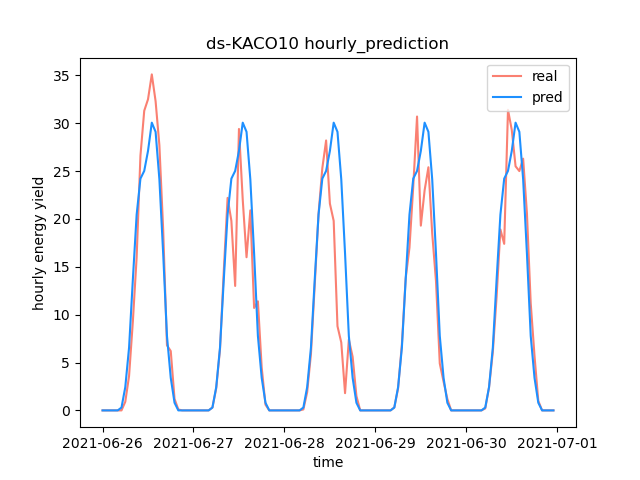 ds-KACO10 hourly_prediction
real
pred
hourly energy yield
35
30
25
20
15
10
5
0
2021-06-26 2021-06-27 2021-06-28 2021-06-29 2021-06-30 2021-07-01
time